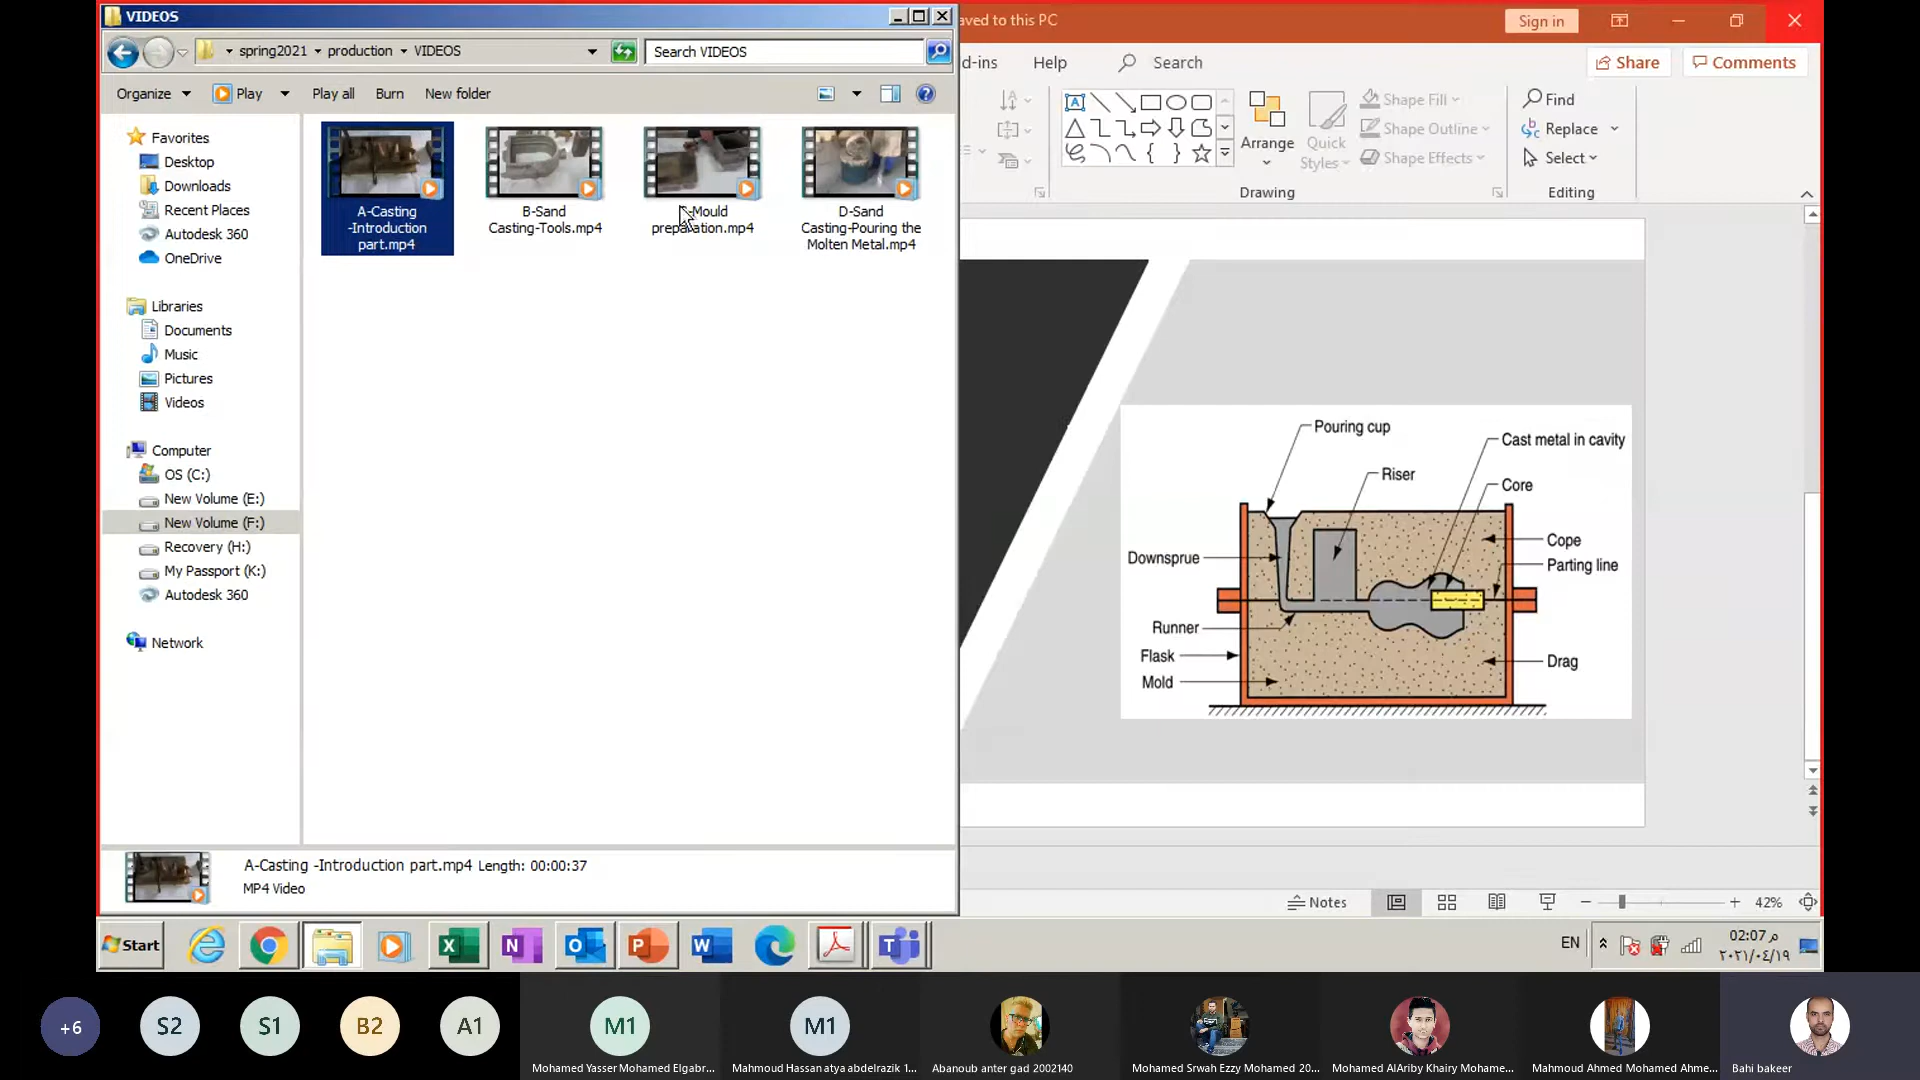 VIDEOS
spring2021
production
VIDEOS
Search VIDEOS
Organize
Play
Play all
Burn
New folder
Favorites
Desktop
Downloads
Recent Places
Autodesk 360
OneDrive
Libraries
Documents
Music
Pictures
Videos
Computer
OS (C:)
New Volume (E:)
New Volume (F:)
Recovery (H:)
My Passport (K:)
Autodesk 360
Network
A-Casting
-Introduction
part.mp4
B-Sand
Casting-Tools.mp4
-Mould
D-Sand
Casting-Pouring the
Molten Metal.mp4
A-Casting -Introduction part.mp4 Length: 00:00:37
MP4 Video
aved to this PC
Sign in
d-ins
Help
Search
Share
Comments
Arrange
Quick
Styles
Shape Fill
Shape Outline
Shape Effects
Drawing
Find
Replace
Select
Editing
Pouring cup
Cast metal in cavity
Riser
Core
Downsprue
Cope
Parting line
Runner
Flask
Mold
Drag
Notes
42%
Start
EN
02:07 م
٢٠٢١/٠٤/١٩
+6
S2
S1
B2
A1
M1
M1
Mohamed Yasser Mohamed Elgabr...
Mahmoud Hassan atya abdelrazik 1...
Abanoub anter gad 2002140
Mohamed Srwah Ezzy Mohamed 20...
Mohamed AlAriby Khairy Mohame...
Mahmoud Ahmed Mohamed Ahme...
Bahi bakeer